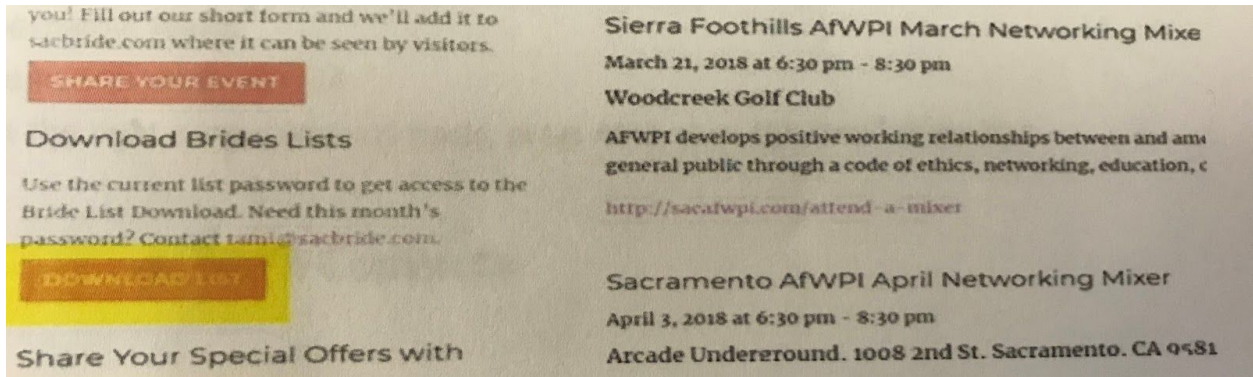 you! Fill out our short form and we'll add it to
sacbride.com where it can be seen by visitors.
SHARE YOUR EVENT
Download Brides Lists
Use the current list password to get access to the
Bride List Download. Need this month's
password? Contact tami@sacbride.com.
DOWNLOAD LIST
Share Your Special Offers with
Sierra Foothills AfWPI March Networking Mixe
March 21, 2018 at 6:30 pm - 8:30 pm
Woodcreek Golf Club
AFWPI develops positive working relationships between and
general public through a code of ethics, networking, education,
http://sacafwpi.com/attend-a-mixer
Sacramento AfWPI April Networking Mixer
April 3, 2018 at 6:30 pm - 8:30 pm
Arcade Underground. 1008 2nd St. Sacramento. CA 9581